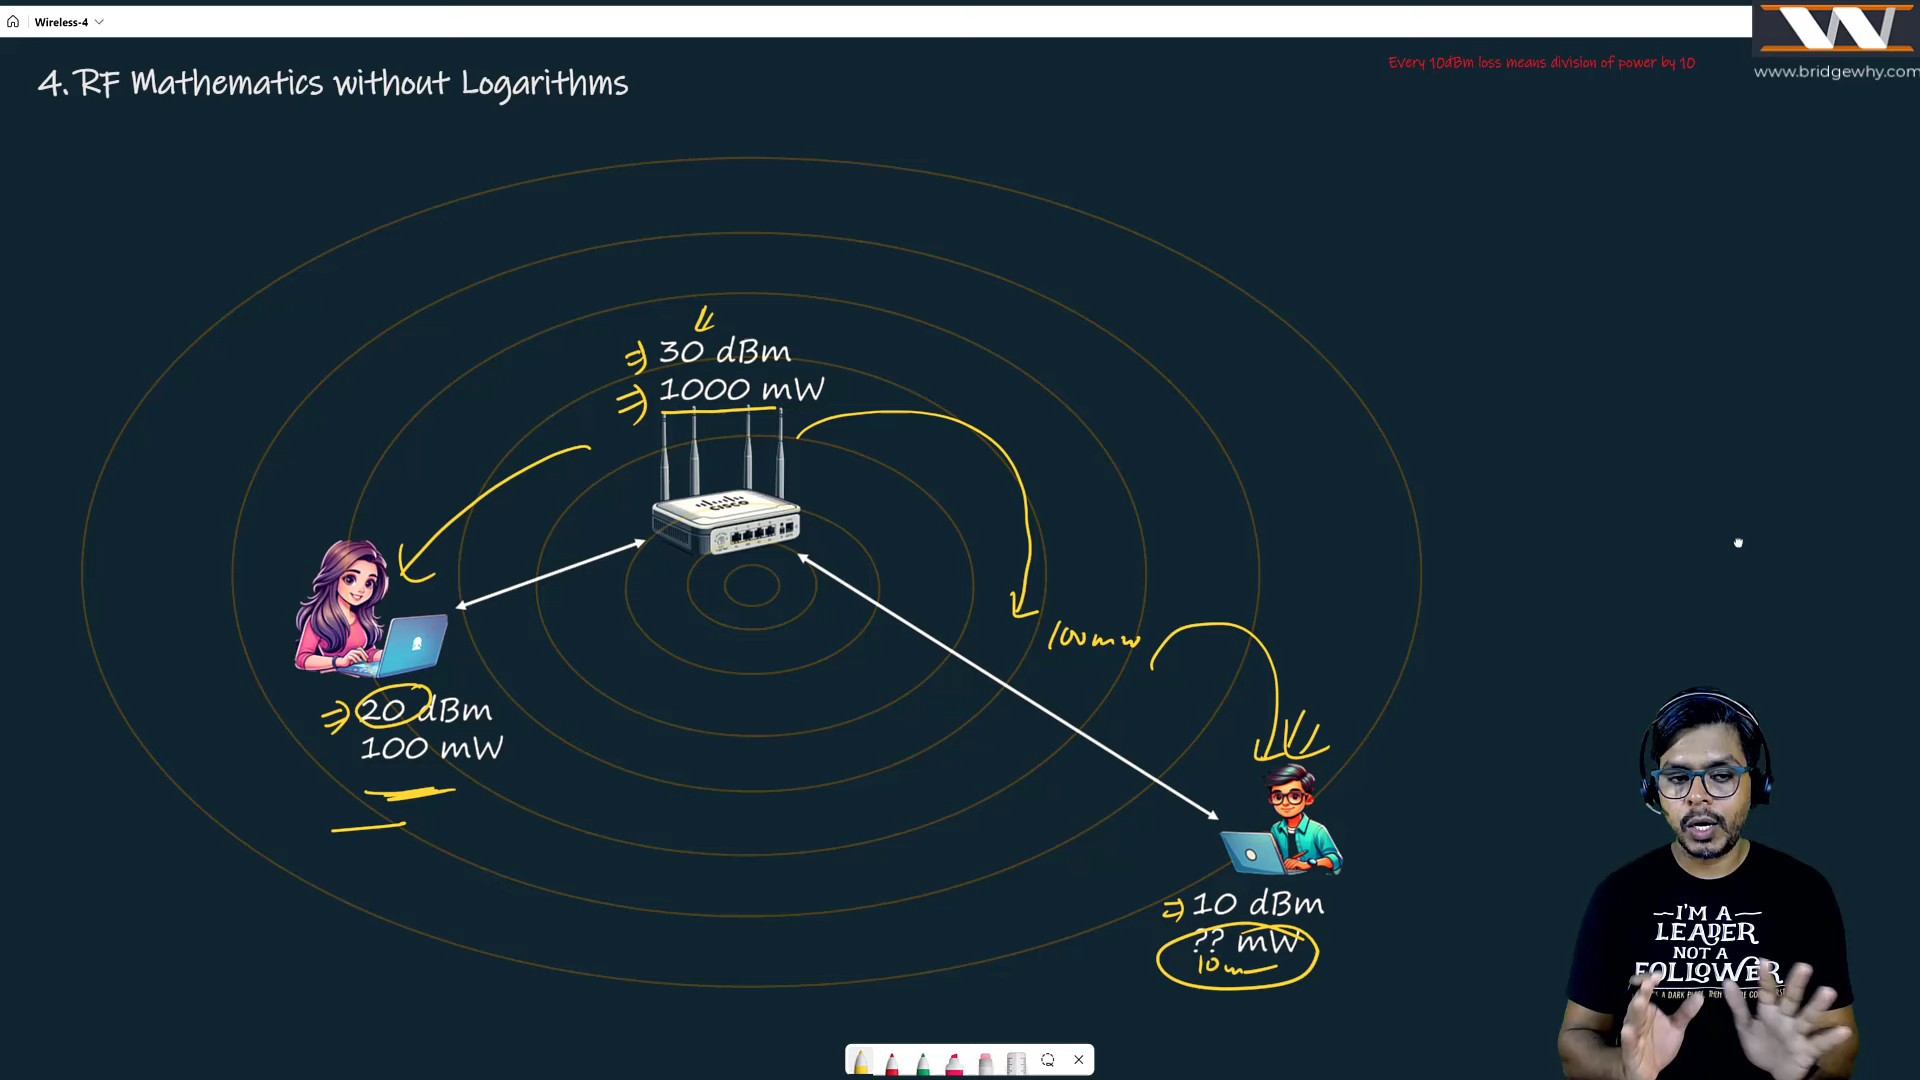 Wireless-4
www.bridgewhy.com
Every 10dBm loss means division of power by 10
4. RF Mathematics without Logarithms
30 dBm
1000 mW
CISCO
100mw
20 dBm
100 mW
10 dBm
?? mW
10m
I'M A
LEADER
NOT A
FOLLOWER